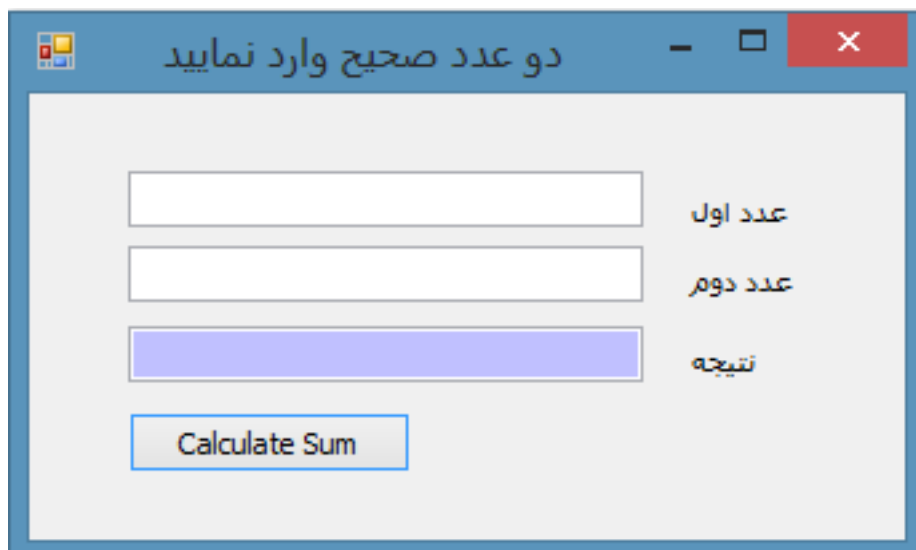 دو عدد صحیح وارد نمایید
عدد اول
عدد دوم
نتیجه
Calculate Sum